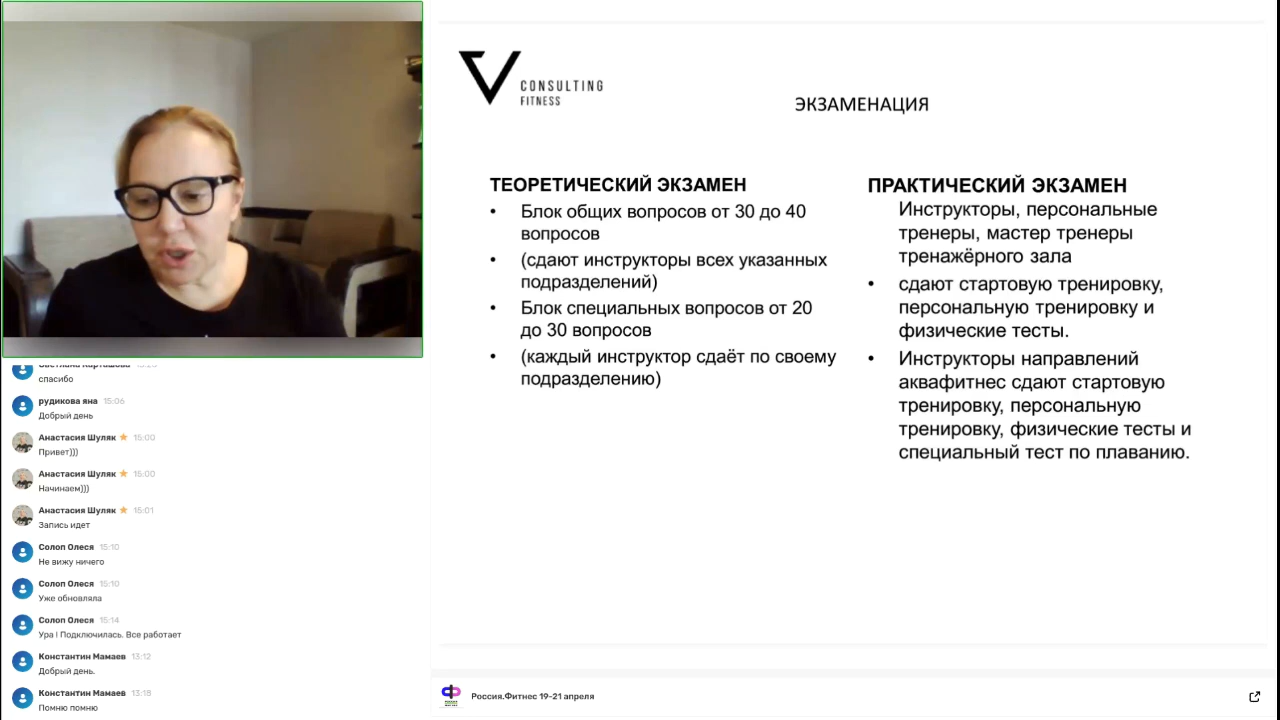 CONSULTING
FITNESS
ЭКЗАМЕНАЦИЯ
ТЕОРЕТИЧЕСКИЙ ЭКЗАМЕН
• Блок общих вопросов от 30 до 40
вопросов
• (сдают инструкторы всех указанных
подразделений)
• Блок специальных вопросов от 20
до 30 вопросов
• (каждый инструктор сдаёт по своему
подразделению)
ПРАКТИЧЕСКИЙ ЭКЗАМЕН
Инструкторы, персональные
тренеры, мастер тренеры
тренажёрного зала
• сдают стартовую тренировку,
персональную тренировку и
физические тесты.
• Инструкторы направлений
аквафитнес сдают стартовую
тренировку, персональную
тренировку, физические тесты и
специальный тест по плаванию.
спасибо
рудикова яна 15:06
Добрый день
Анастасия Шуляк 15:00
Привет)))
Анастасия Шуляк 15:00
Начинаем)))
Анастасия Шуляк 15:01
Запись идет
Солоп Олеся 15:10
Не вижу ничего
Солоп Олеся 15:10
Уже обновляла
Солоп Олеся 15:14
Ура ! Подключилась. Все работает
Константин Мамаев 13:12
Добрый день.
Константин Мамаев 13:18
Помню помню
Россия.Фитнес 19-21 апреля